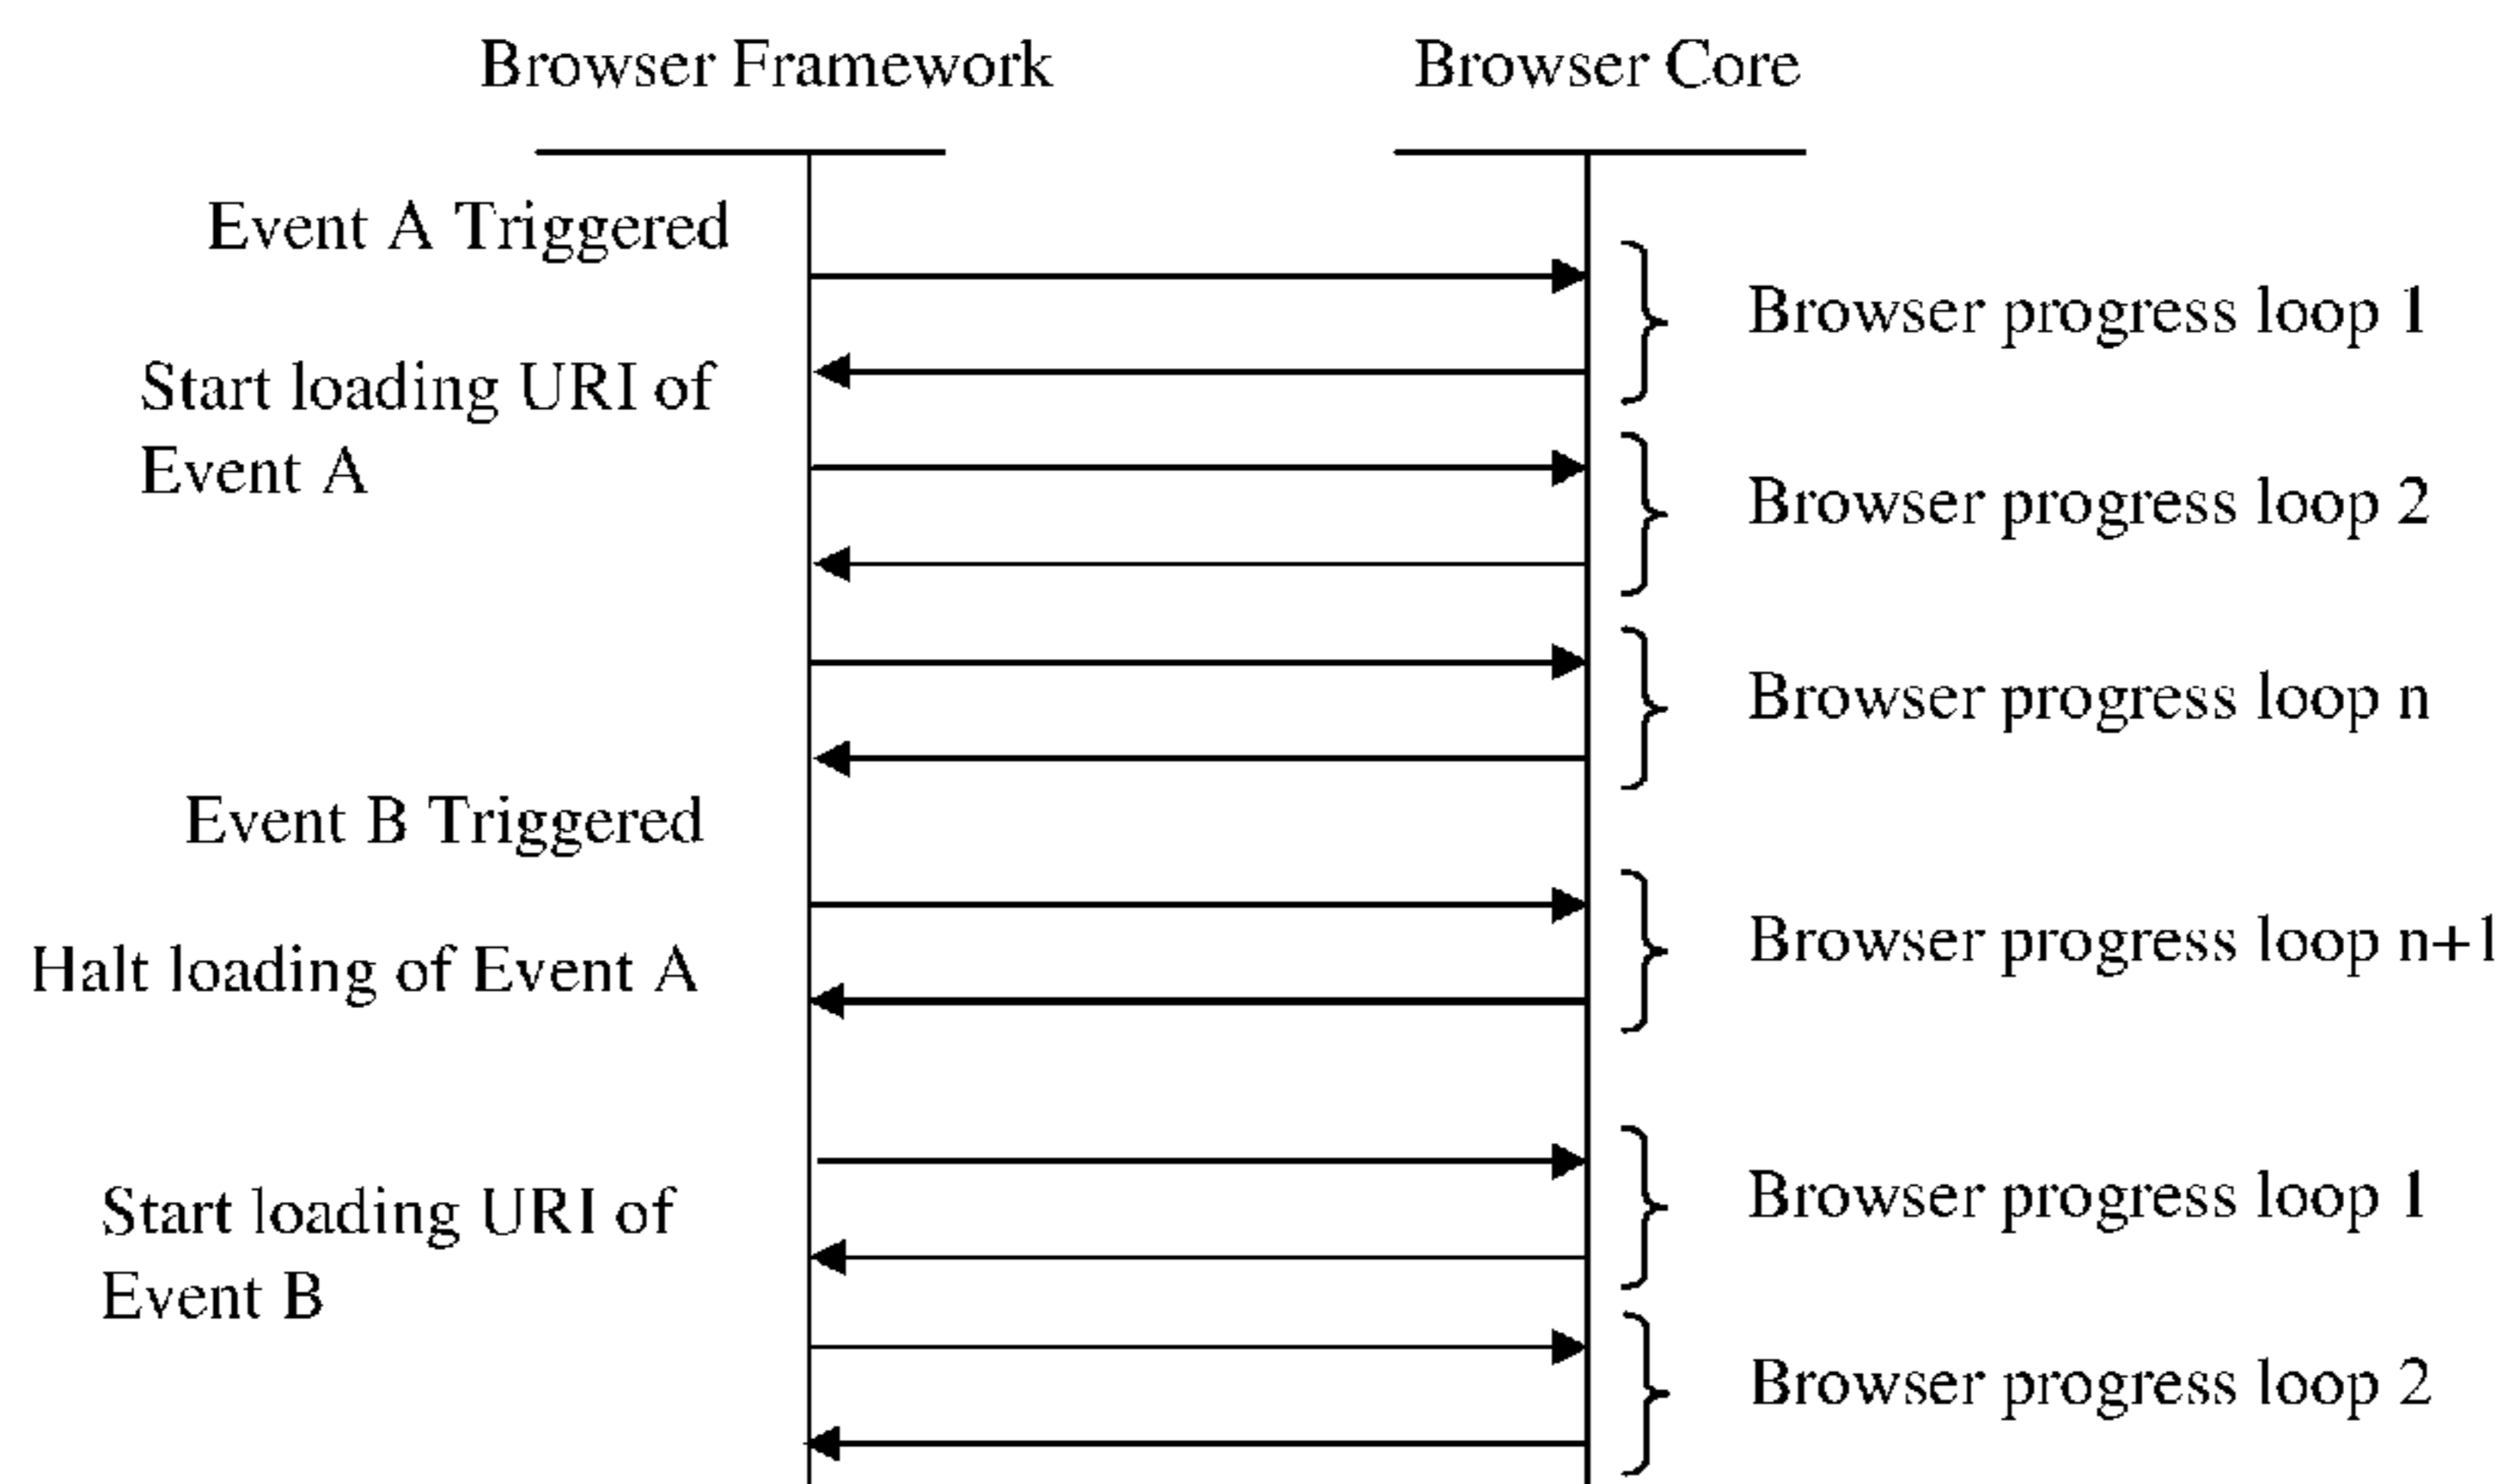 Browser Framework
Browser Core
Event A Triggered
Browser progress loop 1
Start loading URI of
Event A
Browser progress loop 2
Browser progress loop n
Event B Triggered
Browser progress loop n+1
Halt loading of Event A
Browser progress loop 1
Start loading URI of
Event B
Browser progress loop 2